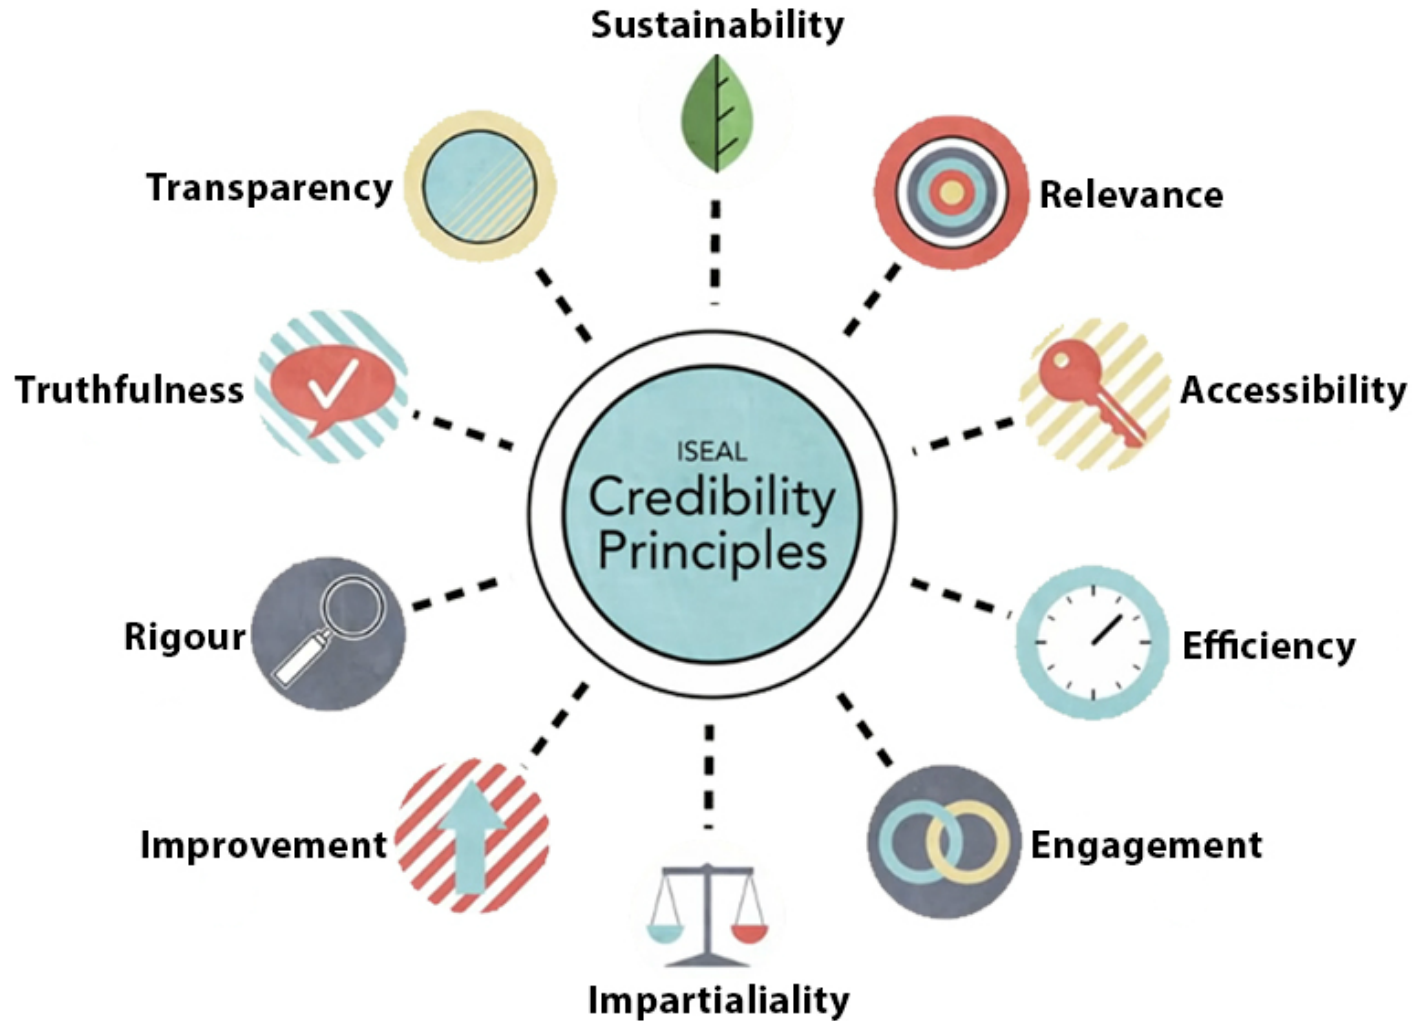 Sustainability
Transparency
Relevance
Truthfulness
Accessibility
ISEAL
Credibility
Principles
Rigour
Efficiency
Improvement
Engagement
Impartialiality